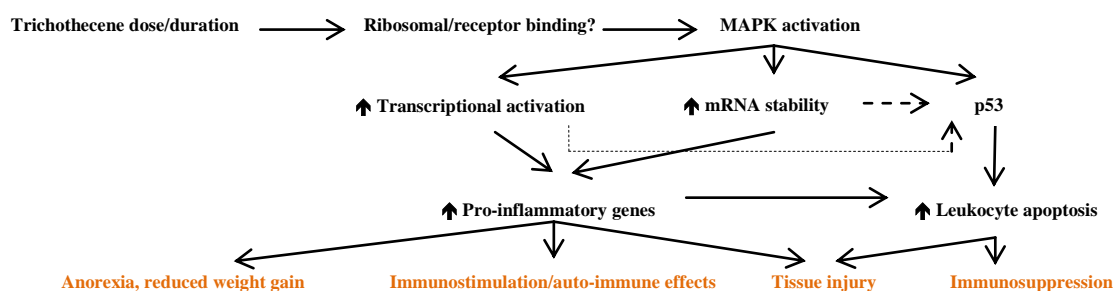 Trichothecene dose/duration Ribosomal/receptor binding? MAPK activation
Transcriptional activation mRNA stability p53
Pro-inflammatory genes Leukocyte apoptosis
Anorexia, reduced weight gain Immunostimulation/auto-immune effects Tissue injury Immunosuppression